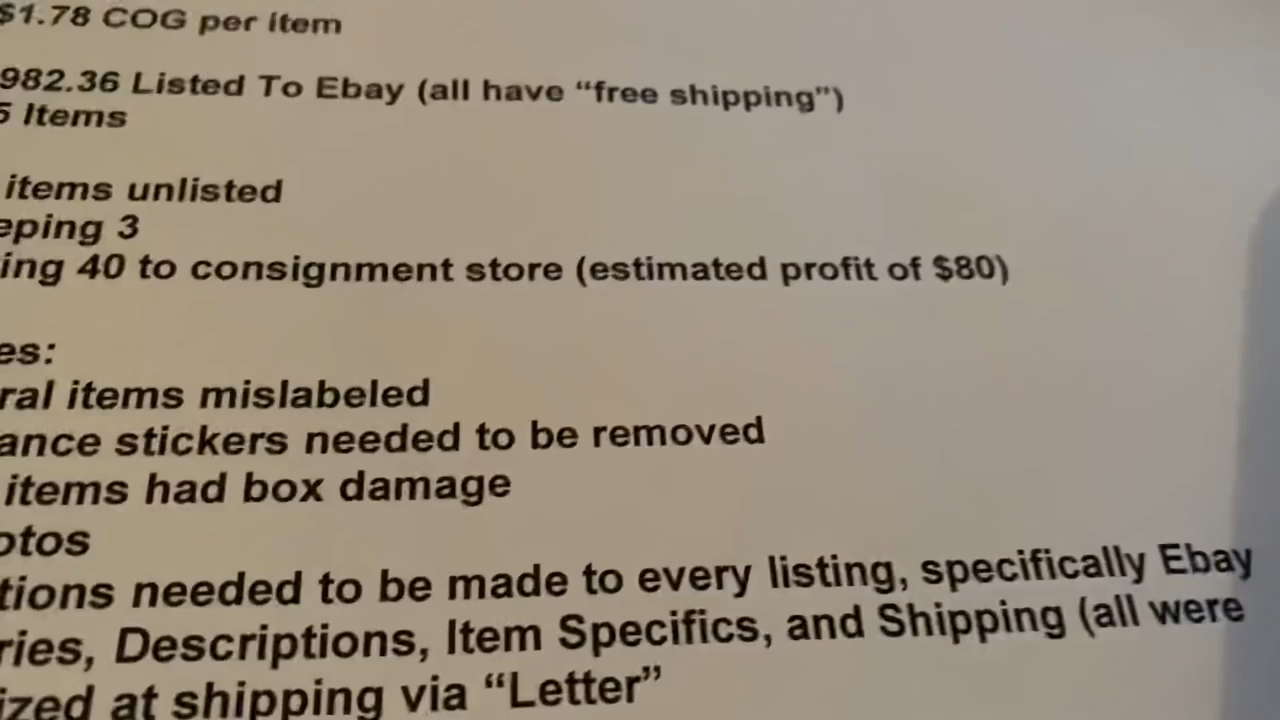 $1.78 COG per item
982.36 Listed To Ebay (all have “free shipping”)
5 Items
items unlisted
eping 3
ing 40 to consignment store (estimated profit of $80)
es:
ral items mislabeled
ance stickers needed to be removed
items had box damage
otos
tions needed to be made to every listing, specifically Ebay
ries, Descriptions, Item Specifics, and Shipping (all were
ized at shipping via “Letter”